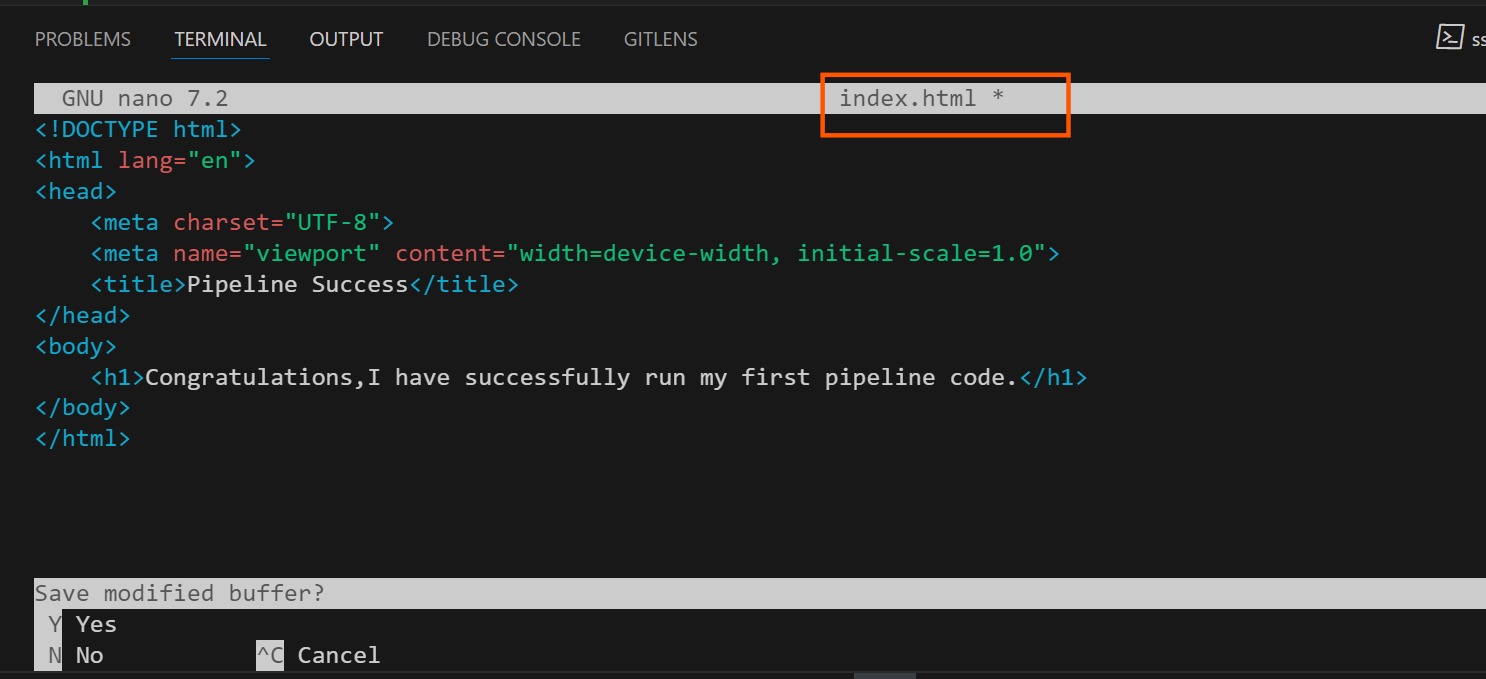 PROBLEMS TERMINAL OUTPUT DEBUG CONSOLE GITLENS
GNU nano 7.2 index.html *
<!DOCTYPE html>
<html lang="en">
<head>
    <meta charset="UTF-8">
    <meta name="viewport" content="width=device-width, initial-scale=1.0">
    <title>Pipeline Success</title>
</head>
<body>
    <h1>Congratulations,I have successfully run my first pipeline code.</h1>
</body>
</html>
Save modified buffer?
Y Yes
N No ^C Cancel